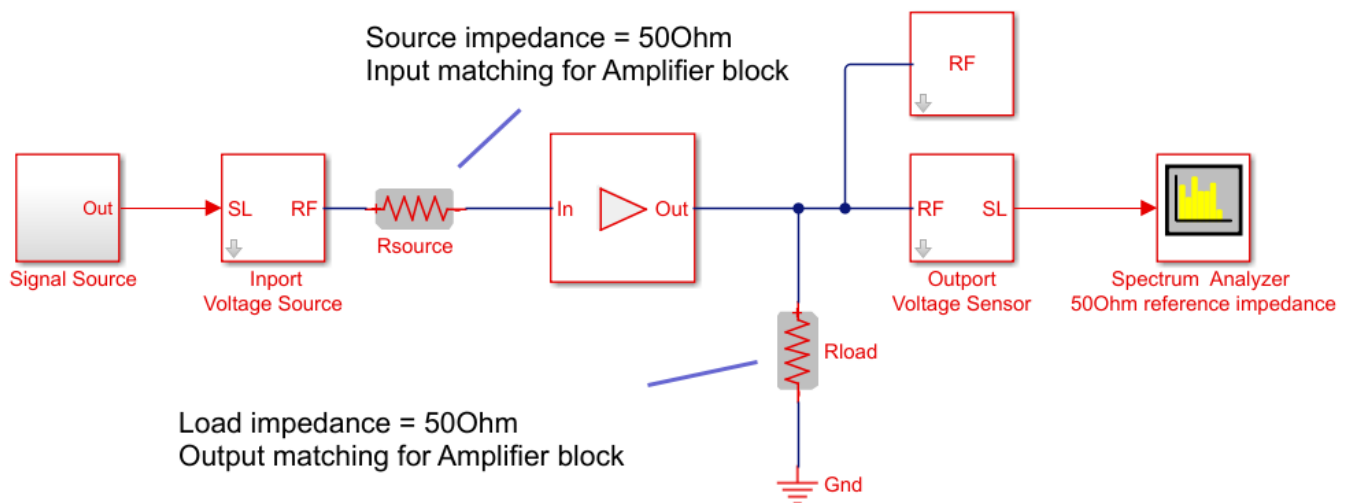 Source impedance = 50Ohm
Input matching for Amplifier block
RF
Out
SL RF
In
Out
RF SL
Rsource
Signal Source
Inport
Voltage Source
Outport
Voltage Sensor
Spectrum Analyzer
50Ohm reference impedance
Rload
Load impedance = 50Ohm
Output matching for Amplifier block
Gnd